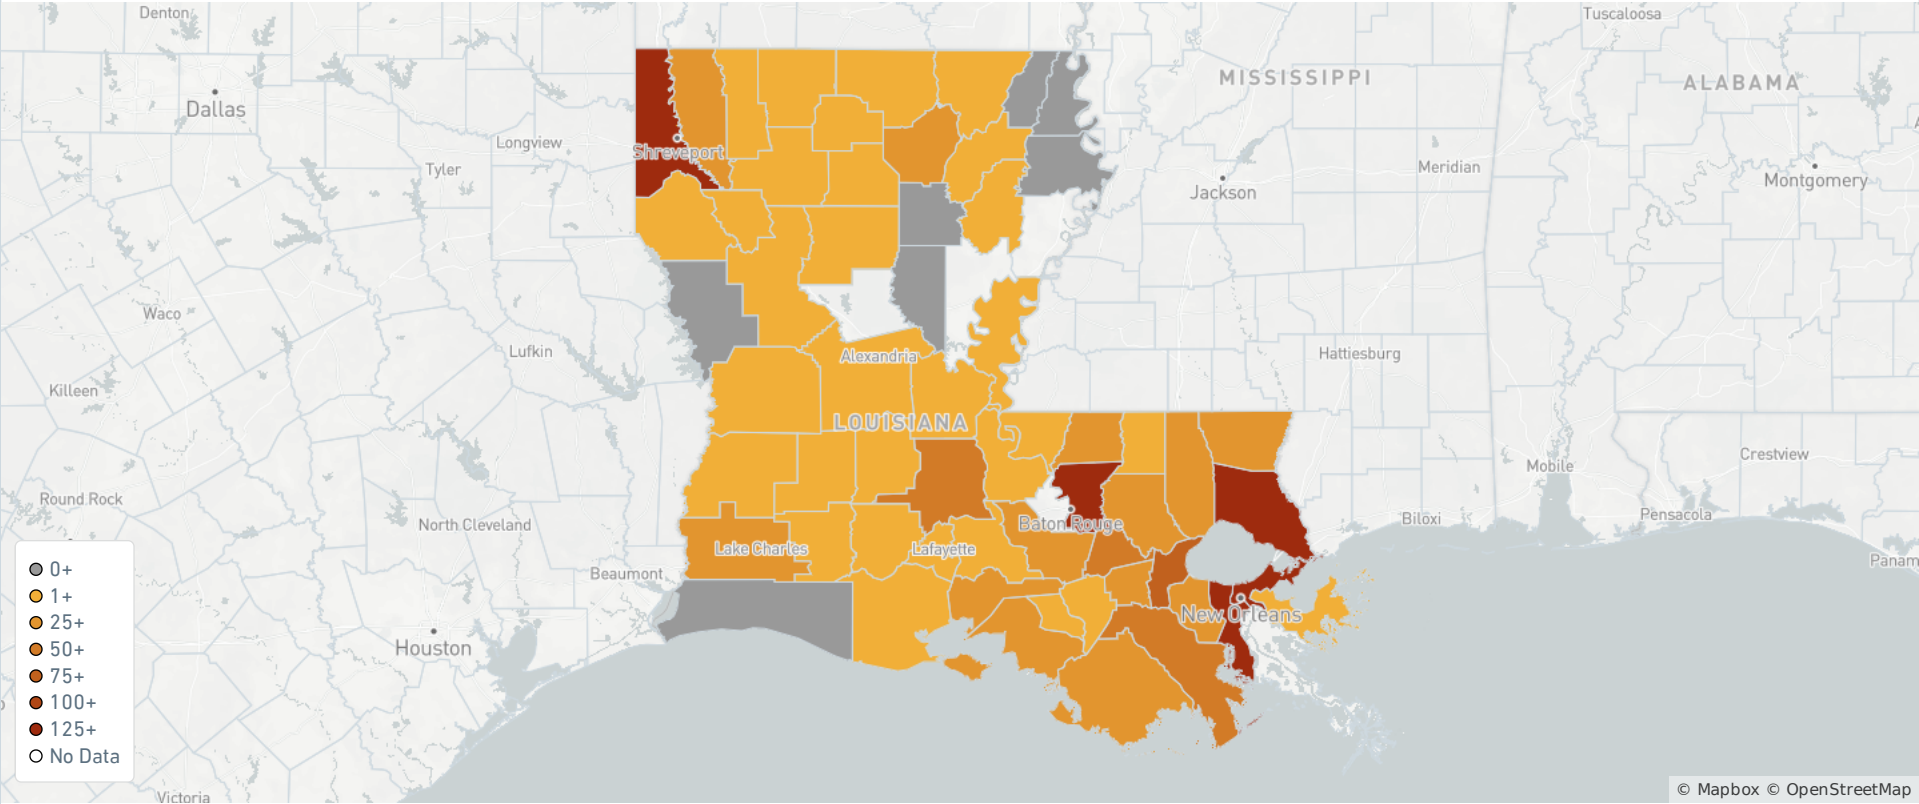 Denton
Tuscaloosa
MISSISSIPPI
ALABAMA
Dallas
Longview
Shreveport
Tyler
Meridian
Jackson
Montgomery
Waco
Lufkin
Alexandria
Hattiesburg
Killeen
LOUISIANA
Crestview
Mobile
Round Rock
North Cleveland
Baton Rouge
Biloxi
Pensacola
Lake Charles
Lafayette
Beaumont
Panam
New Orleans
Houston
Victoria
0+
1+
25+
50+
75+
100+
125+
No Data
© Mapbox © OpenStreetMap